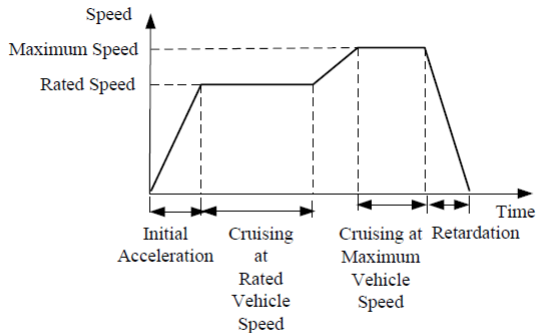 Speed
Maximum Speed
Rated Speed
Time
Initial
Acceleration
Cruising
at
Rated
Vehicle
Speed
Cruising at
Maximum
Vehicle
Speed
Retardation